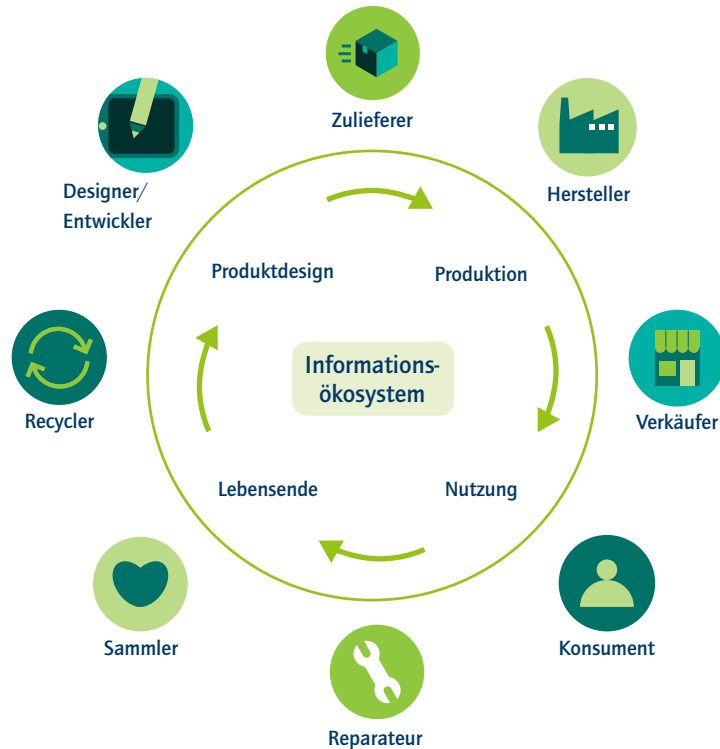 Zulieferer
Designer/
Entwickler
Hersteller
Produktdesign
Produktion
Informations-
ökosystem
Recycler
Verkäufer
Lebensende
Nutzung
Sammler
Konsument
Reparateur